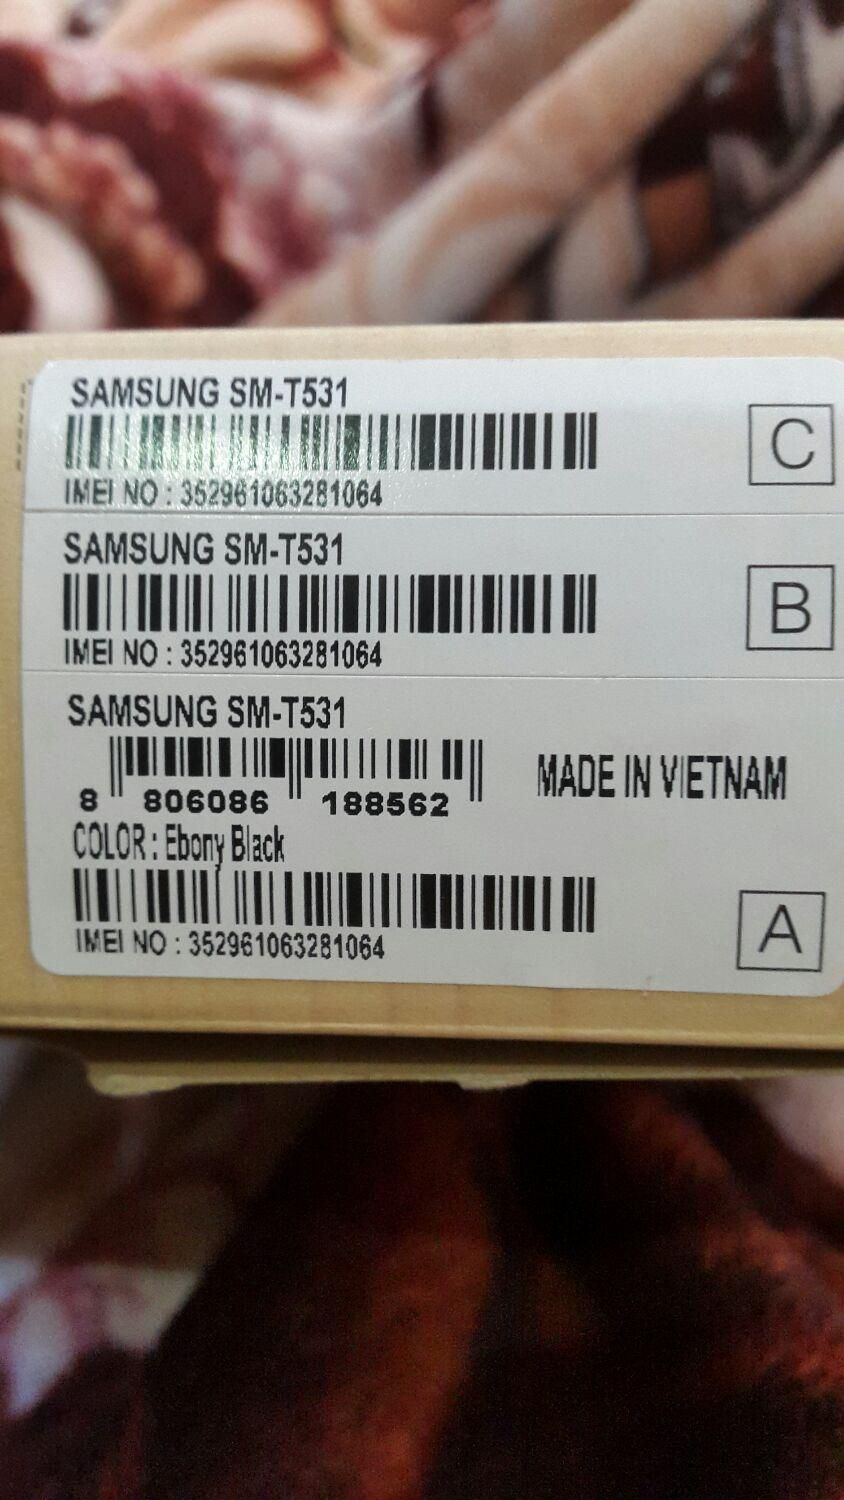 SAMSUNG SM-T531
C
IMEI NO : 352961063281064
SAMSUNG SM-T531
B
IMEI NO : 352961063281064
SAMSUNG SM-T531
8 806086 188562
MADE IN VIETNAM
COLOR : Ebony Black
A
IMEI NO : 352961063281064